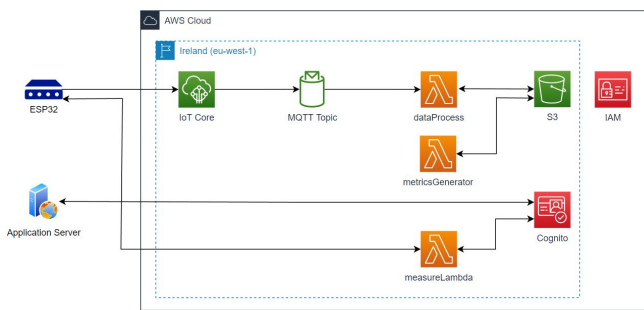 AWS Cloud
Ireland (eu-west-1)
ESP32
IoT Core
MQTT Topic
dataProcess
S3
IAM
metricsGenerator
Application Server
Cognito
measureLambda